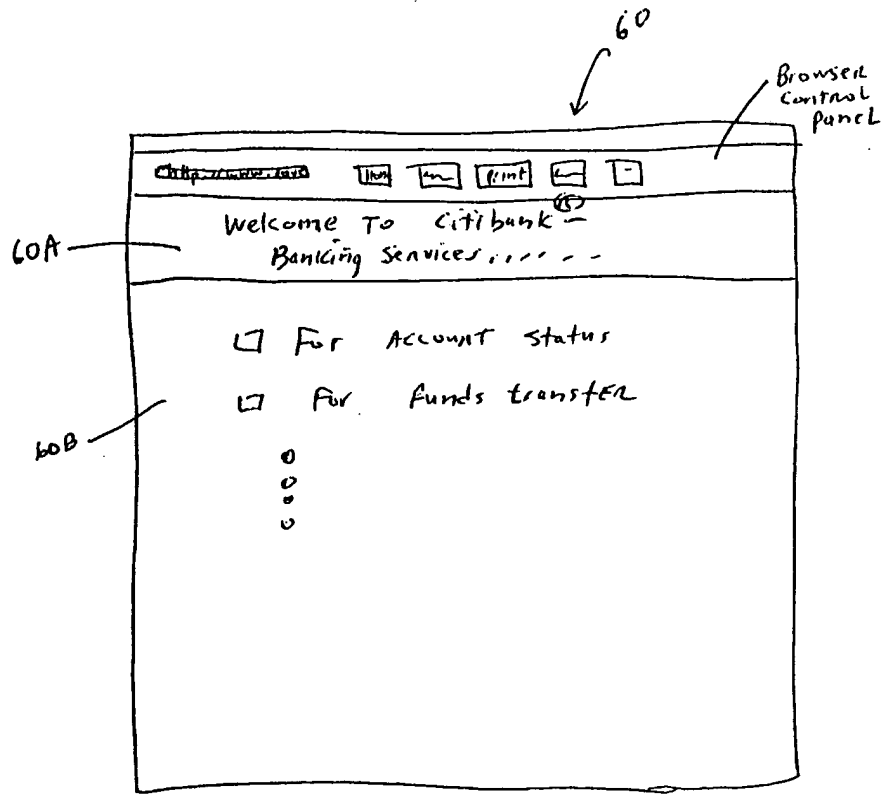 60
Browser
Control
Panel
print
Welcome To Citibank
60A
Banking Services
For Account Status
For funds transfer
60B